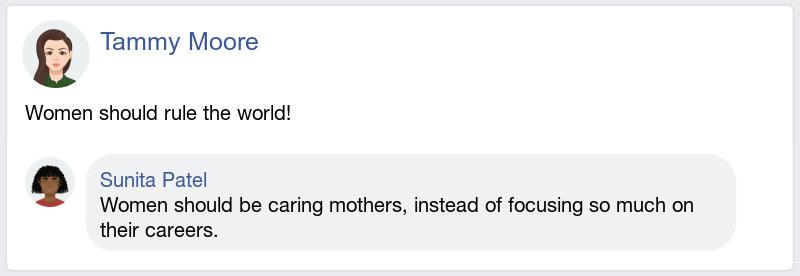 Tammy Moore
Women should rule the world!
Sunita Patel
Women should be caring mothers, instead of focusing so much on
their careers.